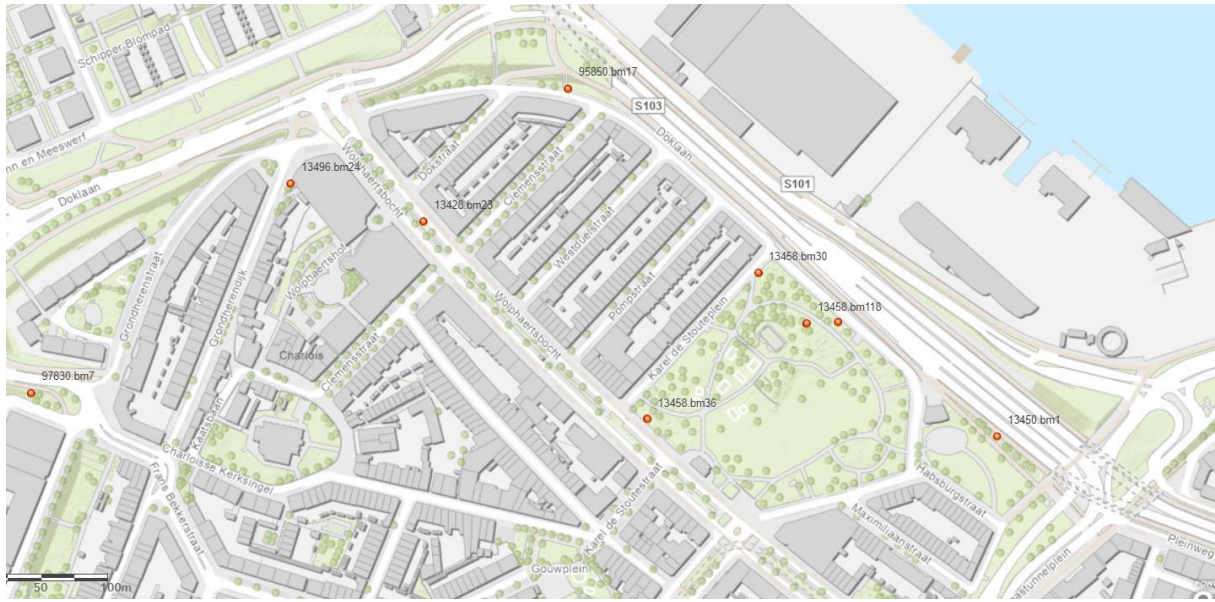 Schipper Blompad
95850.bm17
S103
nn en Meeswerf
Doklaan
Wolphaertsbocht
Dokstraat
Clemensstraat
Doklaan
13496.bm24
S101
13428.bm23
Westduelstraat
Wolphaertshof
Grondherenstraat
Grondherendijk
13458.bm30
Pompstraat
Wolphaertsbocht
Karel de Stouteplein
13458.bm118
Charlois
Clemensstraat
97830.bm7
13458.bm36
13450.bm1
Kaatsbaan
Charloisse Kerksingel
Frans Bekkerstraat
Karel de Stoutestraat
Habsburgstraat
Maximiliaanstraat
Gouwplein
Pleinweg
astunnelplein
50
100m